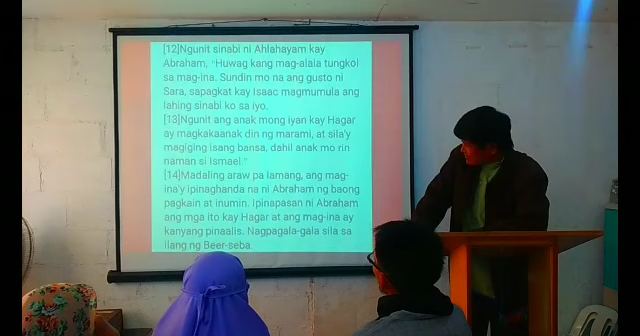 [12]Ngunit sinabi ni Ahlahayam kay
Abraham, "Huwag kang mag-alala tungkol
sa mag-ina. Sundin mo na ang gusto ni
Sara, sapagkat kay Isaac magmumula ang
lahing sinabi ko sa iyo.
[13]Ngunit ang anak mong iyan kay Hagar
ay magkakaanak din ng marami, at sila'y
magiging isang bansa, dahil anak mo rin
naman si Ismael."
[14]Madaling araw pa lamang, ang mag-
ina'y ipinaghanda na ni Abraham ng baong
pagkain at inumin. Ipinapasan ni Abraham
ang mga ito kay Hagar at ang mag-ina ay
kanyang pinaalis. Nagpagala-gala sila sa
ilang ng Beer-seba.